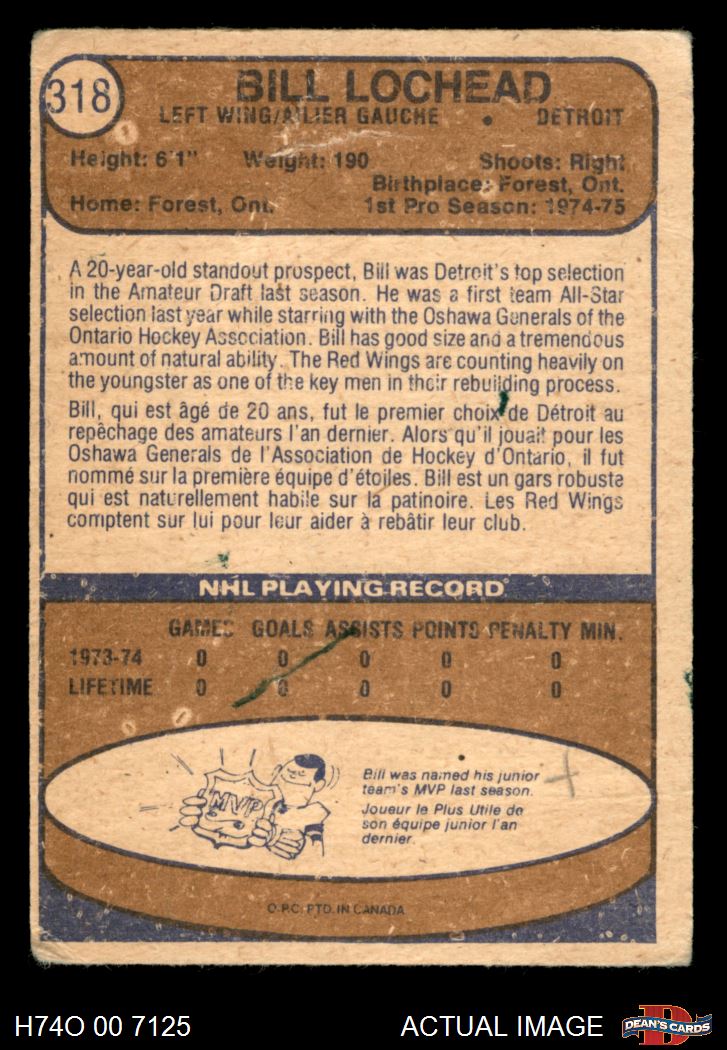 318
BILL LOCHEAD
LEFT WING/AILIER GAUCHE • DETROIT
Height: 6'1" Weight: 190 Shoots: Right
Birthplace: Forest, Ont.
Home: Forest, Ont. 1st Pro Season: 1974-75
A 20-year-old standout prospect, Bill was Detroit's top selection
in the Amateur Draft last season. He was a first team All-Star
selection last year while starring with the Oshawa Generals of the
Ontario Hockey Association. Bill has good size and a tremendous
amount of natural ability. The Red Wings are counting heavily on
the youngster as one of the key men in their rebuilding process.
Bill, qui est âgé de 20 ans, fut le premier choix de Détroit au
repêchage des amateurs l'an dernier. Alors qu'il jouait pour les
Oshawa Generals de l'Association de Hockey d'Ontario, il fut
nommé sur la première équipe d'étoiles. Bill est un gars robuste
qui est naturellement habile sur la patinoire. Les Red Wings
comptent sur lui pour leur aider à rebâtir leur club.
NHL PLAYING RECORD
GAMES GOALS ASSISTS POINTS PENALTY MIN.
1973-74 0 0 0 0 0
LIFETIME 0 0 0 0 0
MVP
Bill was named his junior
team's MVP last season.
Joueur le Plus Utile de
son équipe junior l'an
dernier.
O.P.C. PTD. IN CANADA
H74O 00 7125 ACTUAL IMAGE
D
DEAN'S CARDS